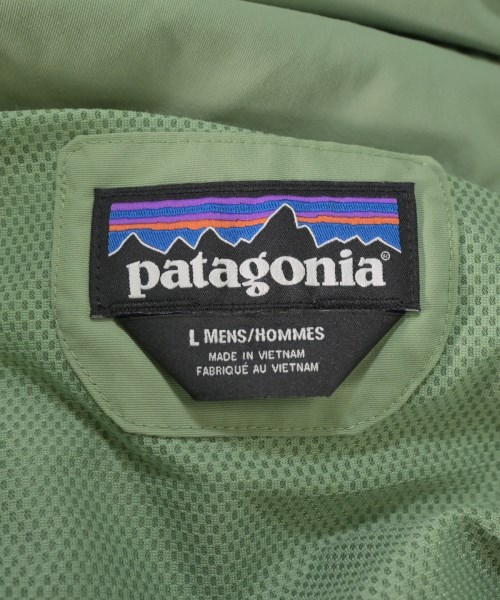 patagonia®
L MENS/HOMMES
MADE IN VIETNAM
FABRIQUÉ AU VIETNAM